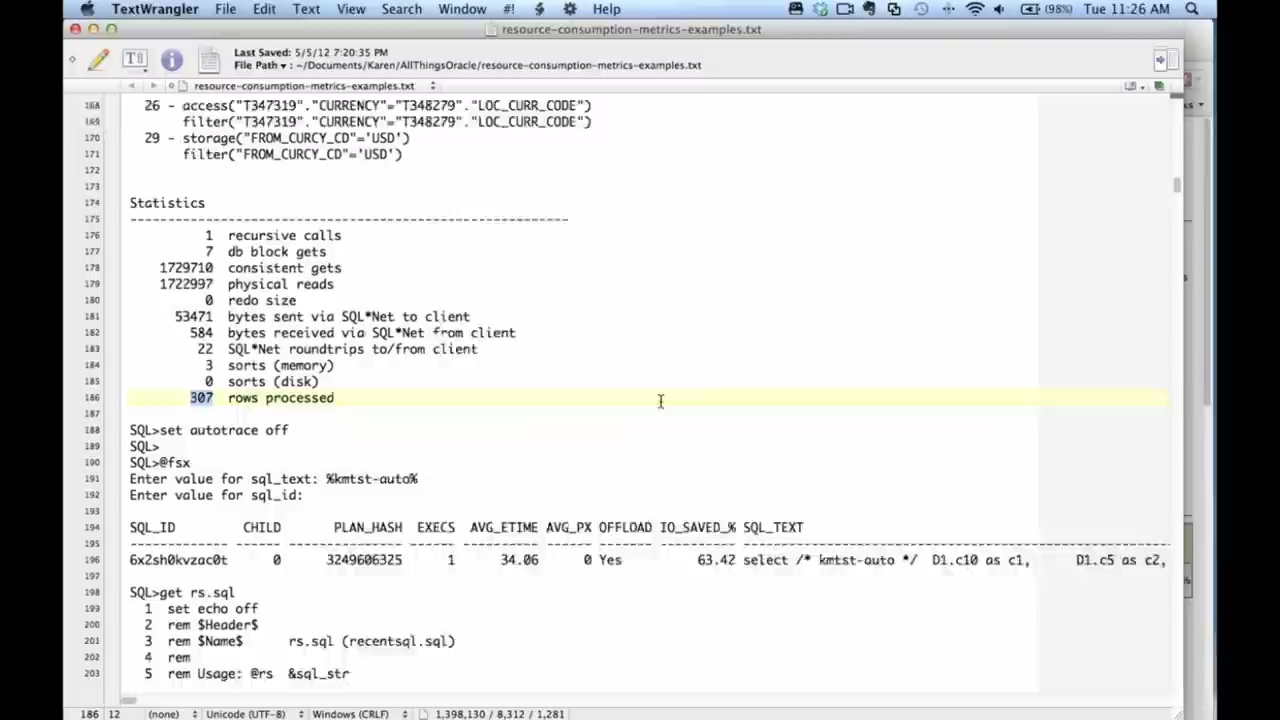 TextWrangler File Edit Text View Search Window #! Help (98%) Tue 11:26 AM
resource-consumption-metrics-examples.txt
Last Saved: 5/5/12 7:20:35 PM
File Path ▾ : ~/Documents/Karen/AllThingsOracle/resource-consumption-metrics-examples.txt
resource-consumption-metrics-examples.txt
168 26 - access("T347319"."CURRENCY"="T348279"."LOC_CURR_CODE")
169 filter("T347319"."CURRENCY"="T348279"."LOC_CURR_CODE")
170 29 - storage("FROM_CURCY_CD"='USD')
171 filter("FROM_CURCY_CD"='USD')
172
173
174 Statistics
175 ----------------------------------------------------------
176 1 recursive calls
177 7 db block gets
178 1729710 consistent gets
179 1722997 physical reads
180 0 redo size
181 53471 bytes sent via SQL*Net to client
182 584 bytes received via SQL*Net from client
183 22 SQL*Net roundtrips to/from client
184 3 sorts (memory)
185 0 sorts (disk)
186 307 rows processed
187
188 SQL>set autotrace off
189 SQL>
190 SQL>@fsx
191 Enter value for sql_text: %kmtst-auto%
192 Enter value for sql_id:
193
194 SQL_ID CHILD PLAN_HASH EXECS AVG_ETIME AVG_PX OFFLOAD IO_SAVED_% SQL_TEXT
195
196 6x2sh0kvzac0t 0 3249606325 1 34.06 0 Yes 63.42 select /* kmtst-auto */ D1.c10 as c1, D1.c5 as c2,
197
198 SQL>get rs.sql
199 1 set echo off
200 2 rem $Header$
201 3 rem $Name$ rs.sql (recentsql.sql)
202 4 rem
203 5 rem Usage: @rs &sql_str
186 12 (none) Unicode (UTF-8) Windows (CRLF) 1,398,130 / 8,312 / 1,281